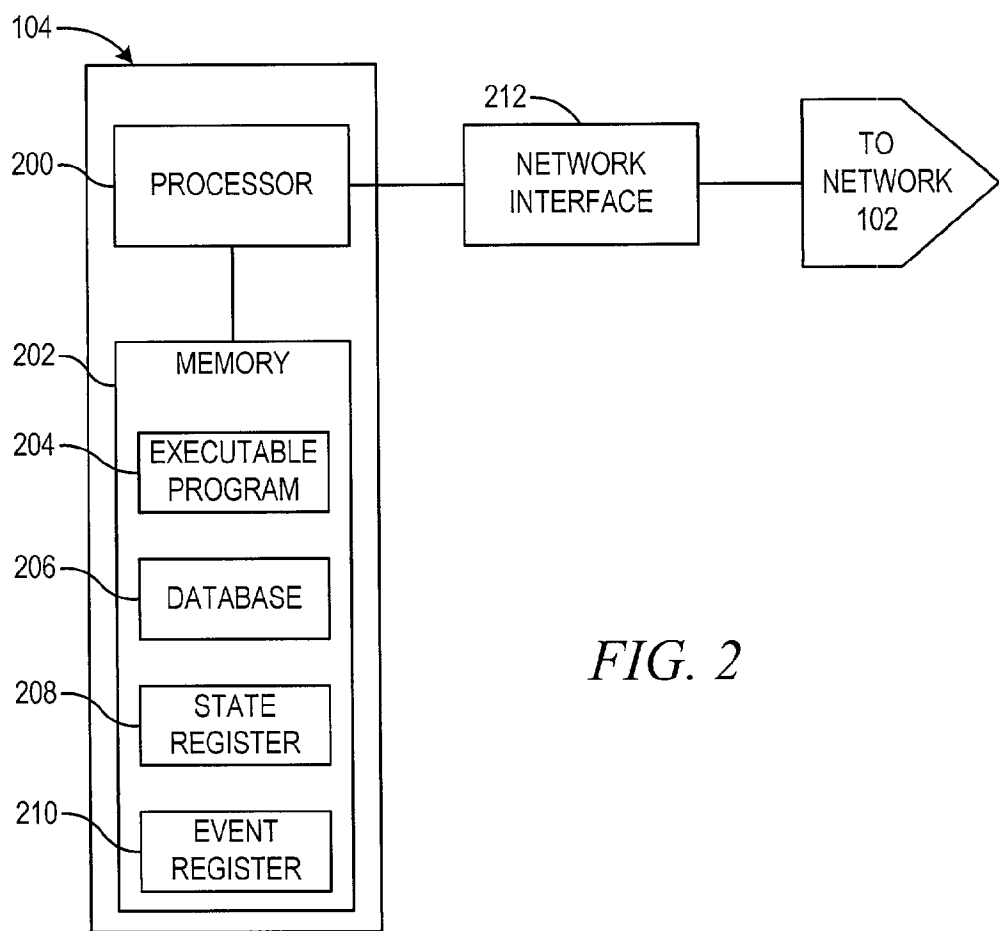 104
212
200
PROCESSOR
NETWORK
INTERFACE
TO
NETWORK
102
202
MEMORY
204
EXECUTABLE
PROGRAM
206
DATABASE
FIG. 2
208
STATE
REGISTER
210
EVENT
REGISTER